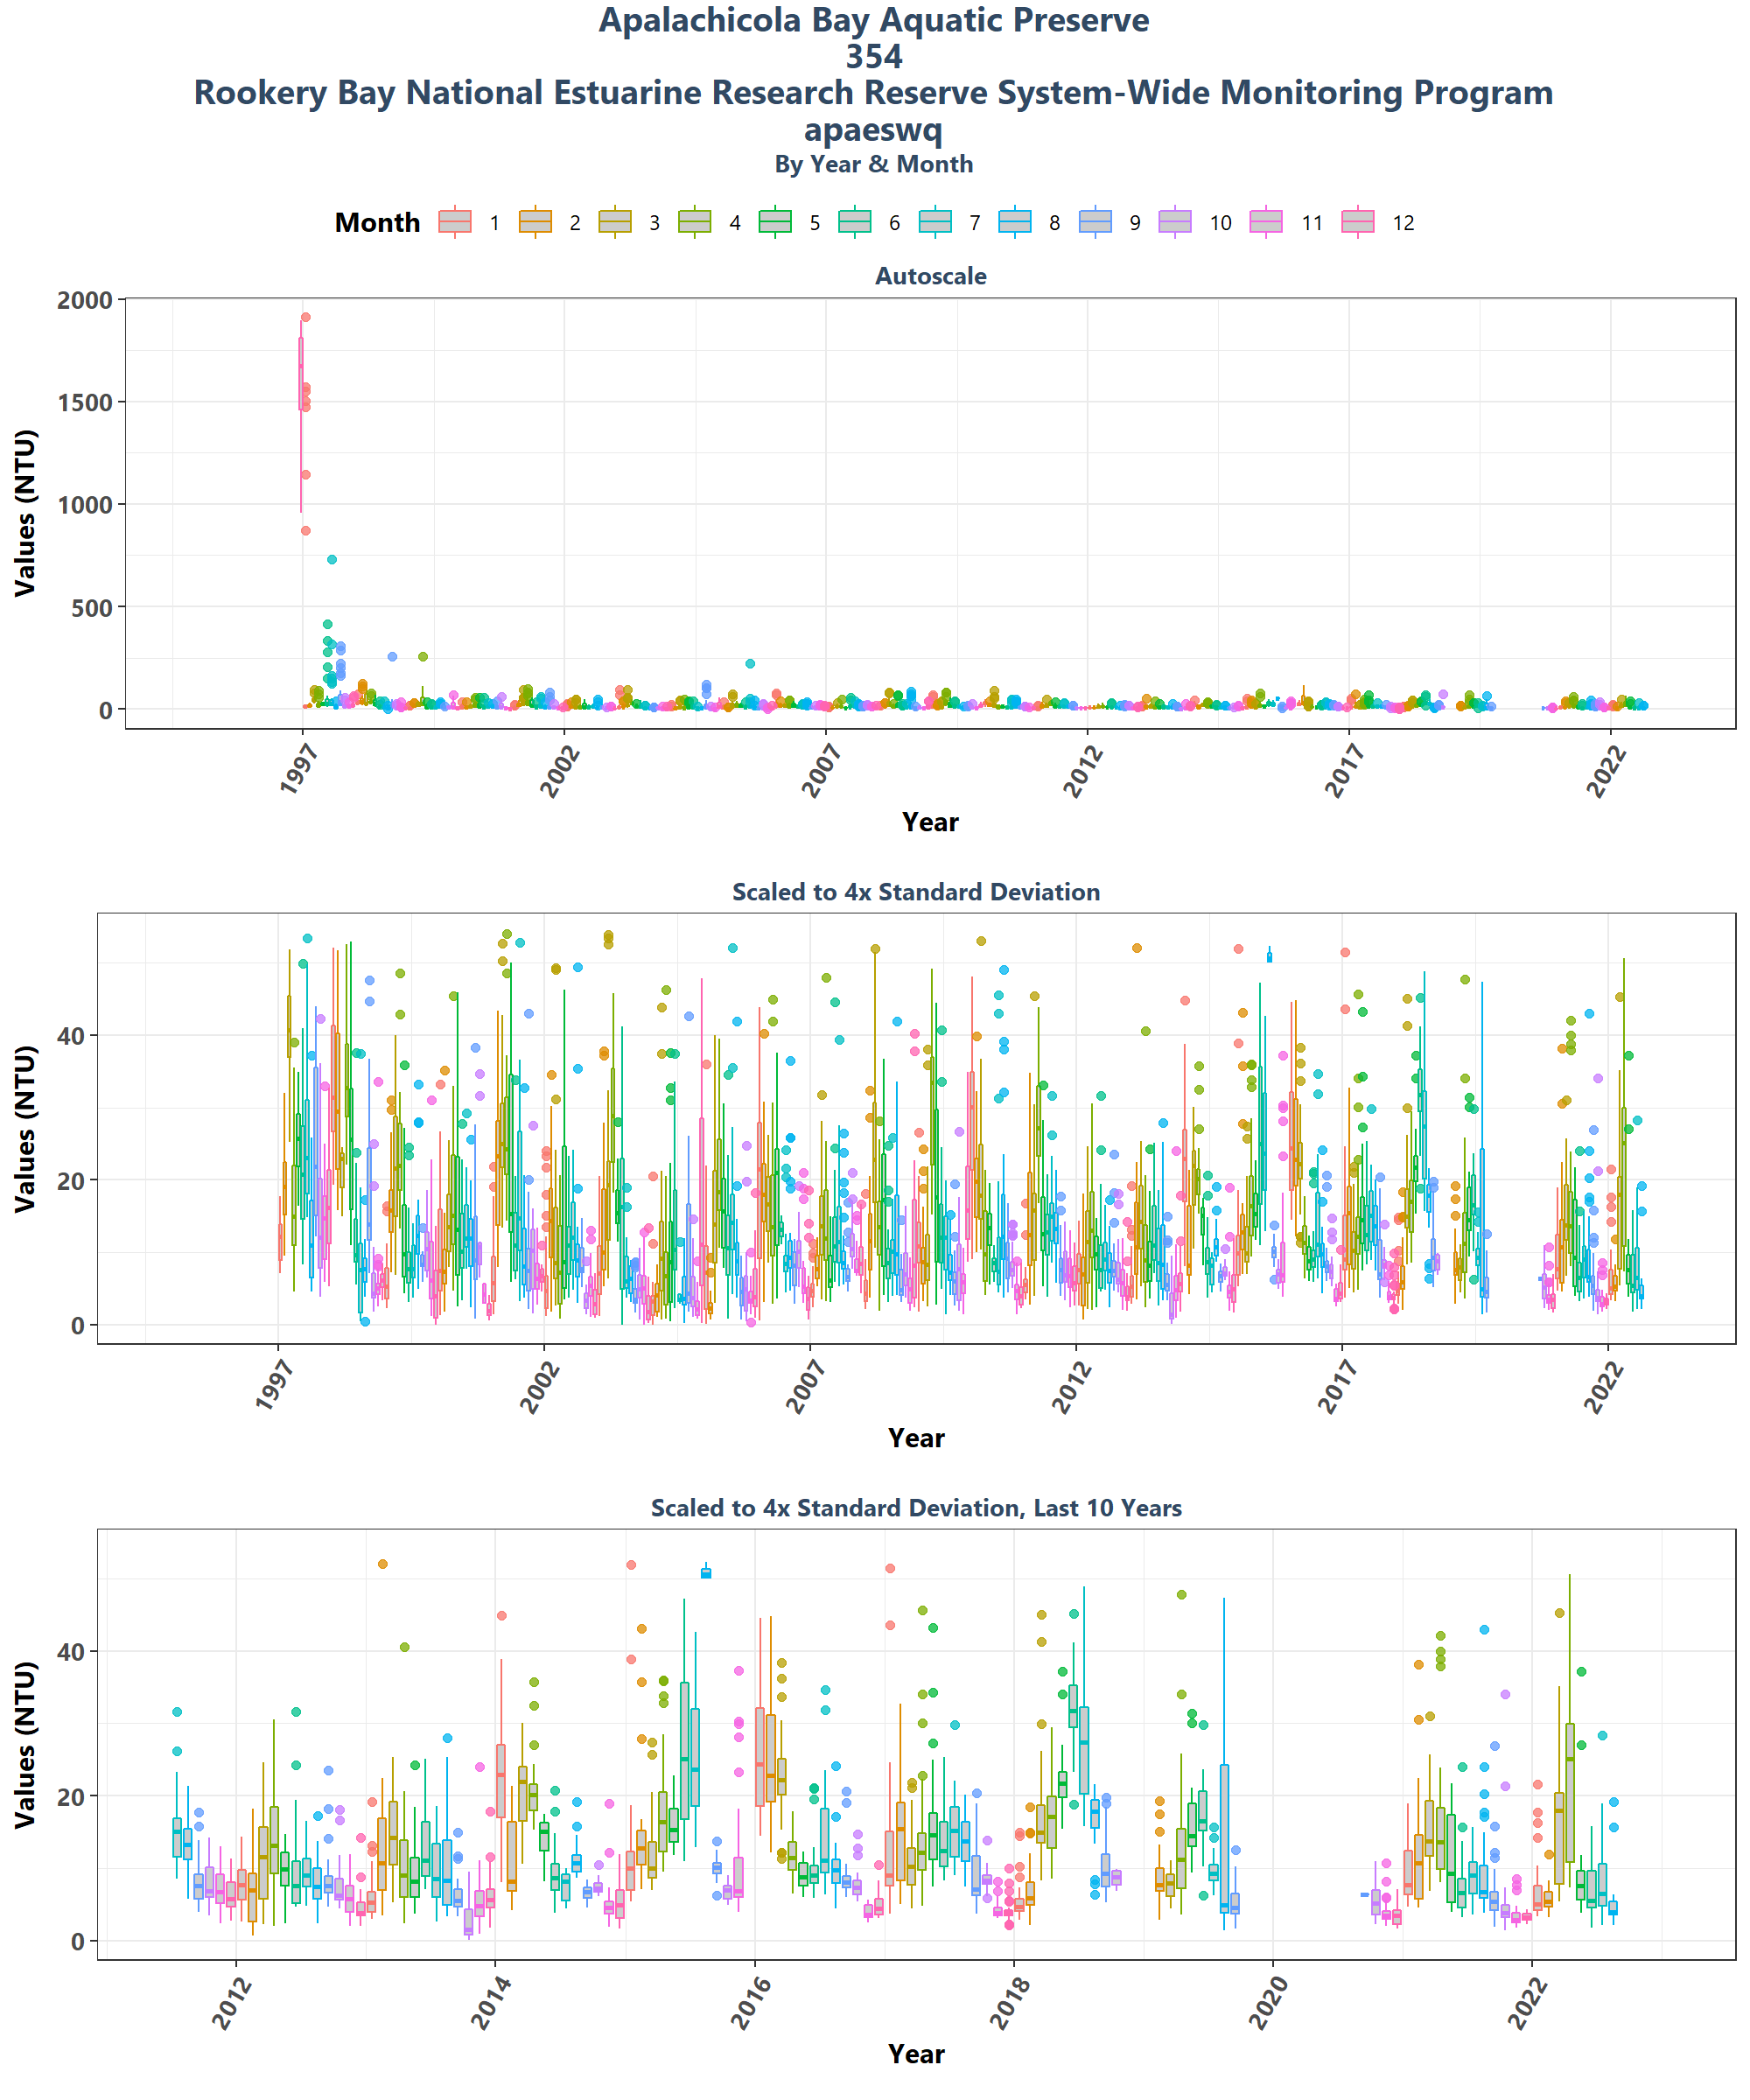 Apalachicola Bay Aquatic Preserve
354
Rookery Bay National Estuarine Research Reserve System-Wide Monitoring Program
apaeswq
By Year & Month
Month 1 2 3 4 5 6 7 8 9 10 11 12
Autoscale
2000
1500
1000
500
0
Values (NTU)
1997 2002 2007 2012 2017 2022
Year
Scaled to 4x Standard Deviation
40
20
0
Values (NTU)
1997 2002 2007 2012 2017 2022
Year
Scaled to 4x Standard Deviation, Last 10 Years
40
20
0
Values (NTU)
2012 2014 2016 2018 2020 2022
Year